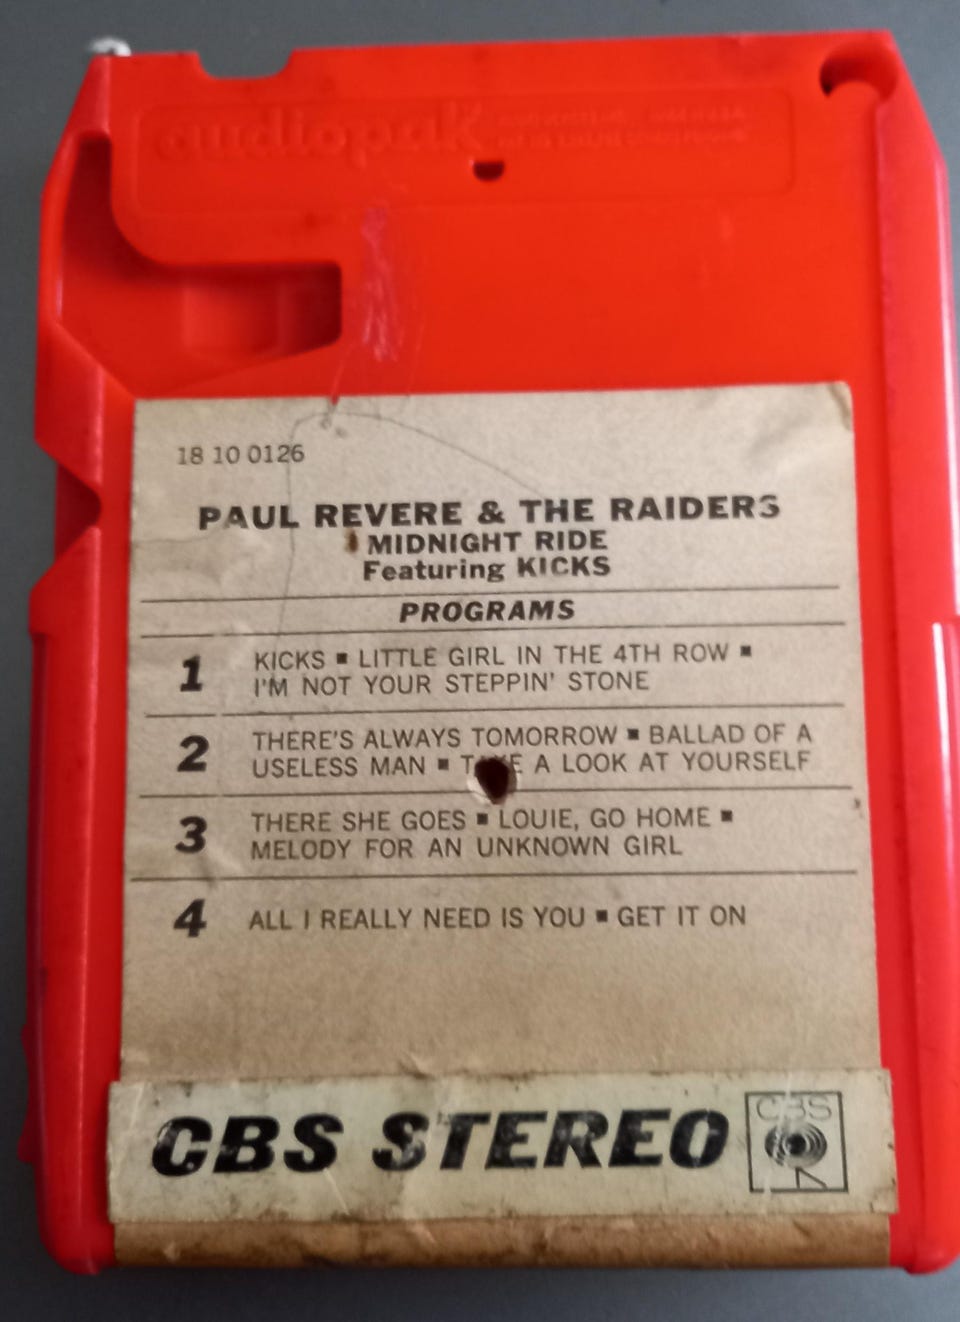 audiopak
18 10 0126
PAUL REVERE & THE RAIDERS
MIDNIGHT RIDE
Featuring KICKS
PROGRAMS
1 KICKS ■ LITTLE GIRL IN THE 4TH ROW ■
I'M NOT YOUR STEPPIN' STONE
2 THERE'S ALWAYS TOMORROW ■ BALLAD OF A
USELESS MAN ■ TAKE A LOOK AT YOURSELF
3 THERE SHE GOES ■ LOUIE, GO HOME ■
MELODY FOR AN UNKNOWN GIRL
4 ALL I REALLY NEED IS YOU ■ GET IT ON
CBS STEREO
CBS